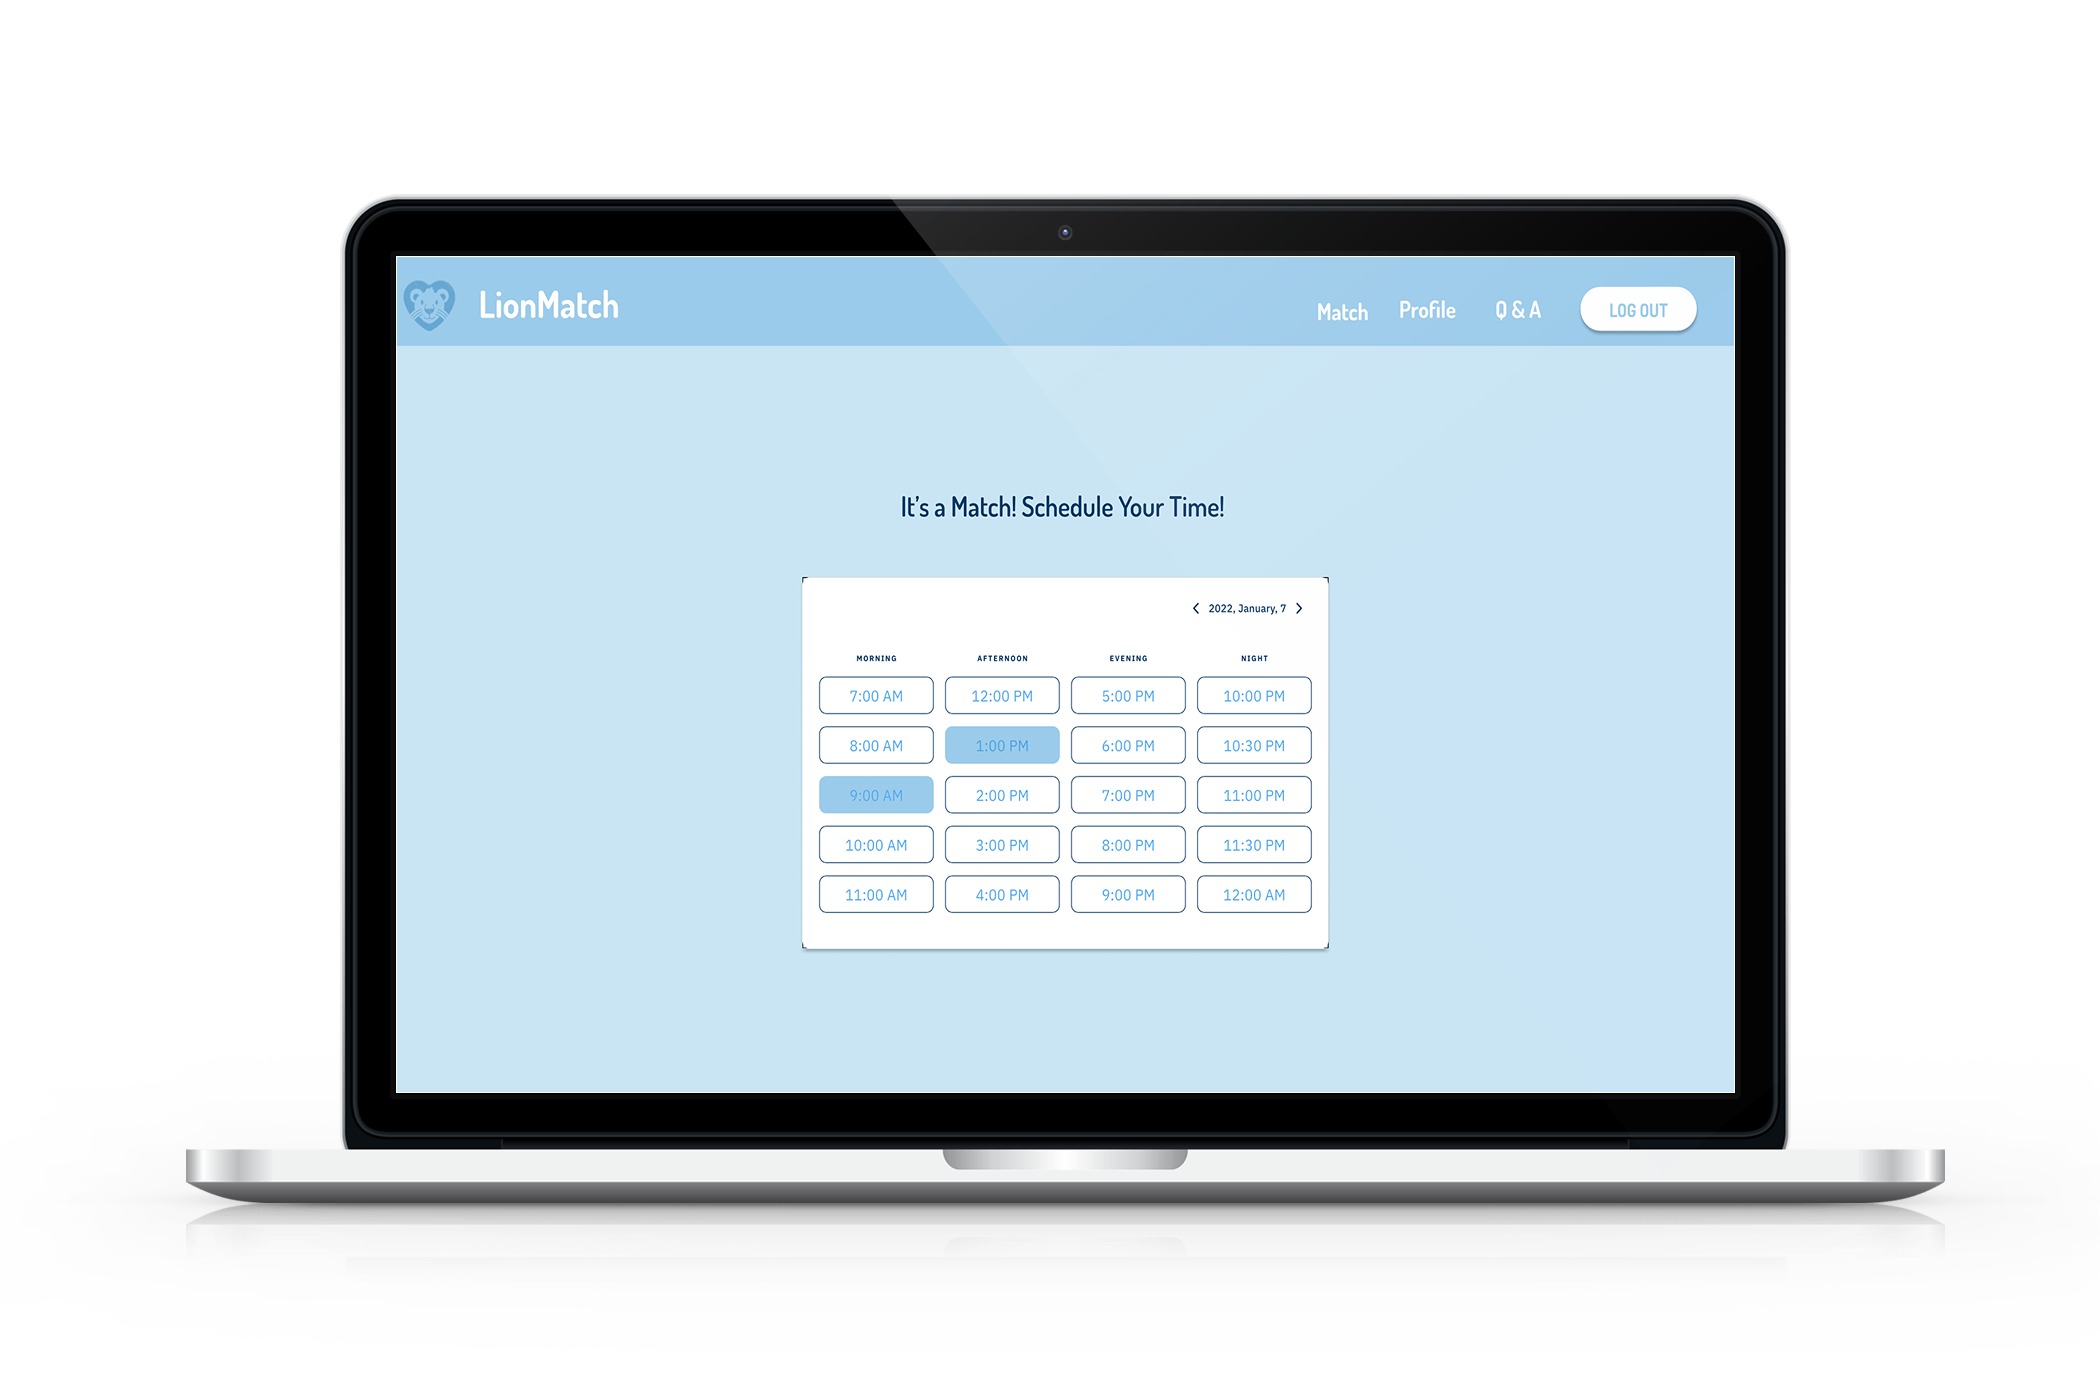 LionMatch
Match Profile Q & A LOG OUT
It's a Match! Schedule Your Time!
2022, January, 7
MORNING AFTERNOON EVENING NIGHT
7:00 AM 12:00 PM 5:00 PM 10:00 PM
8:00 AM 1:00 PM 6:00 PM 10:30 PM
9:00 AM 2:00 PM 7:00 PM 11:00 PM
10:00 AM 3:00 PM 8:00 PM 11:30 PM
11:00 AM 4:00 PM 9:00 PM 12:00 AM